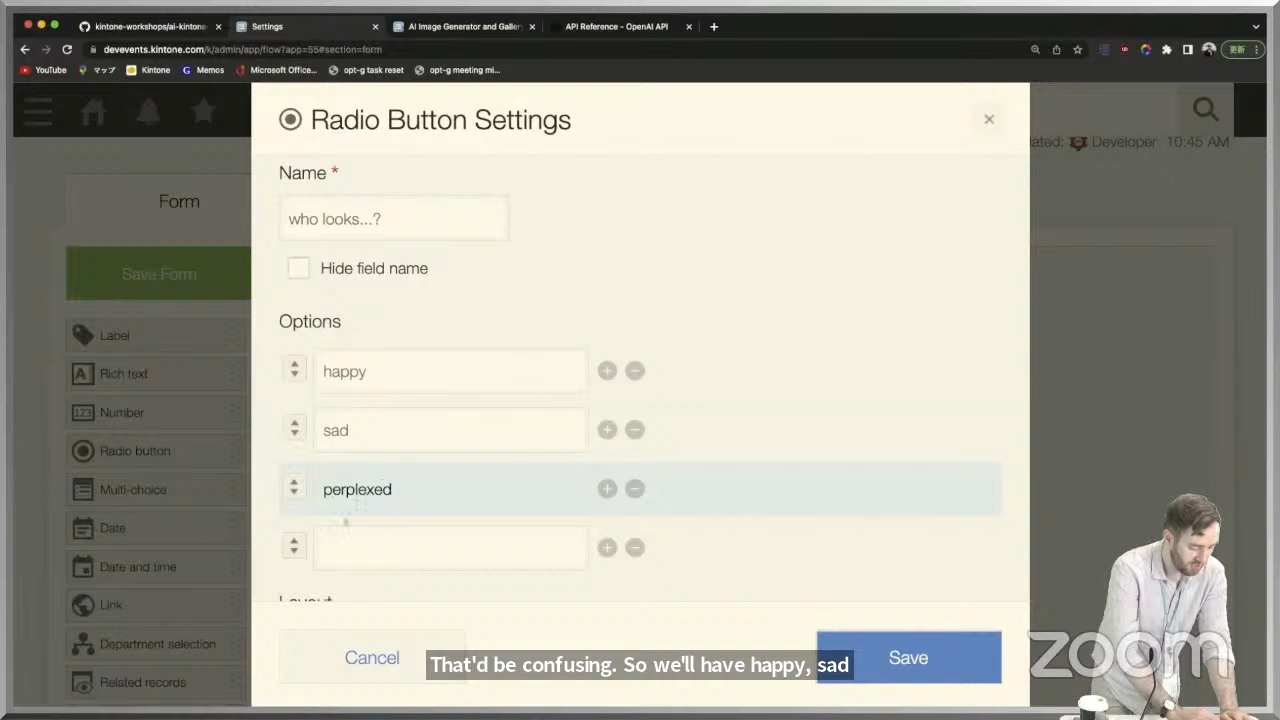 kintone-workshops/ai-kintone
Settings
AI Image Generator and Galler
API Reference - OpenAI API
devevents.kintone.com/k/admin/app/flow?app=55#section=form
更新
YouTube
マップ
Kintone
Memos
Microsoft Office...
opt-g task reset
opt-g meeting mi...
Radio Button Settings
ated: Developer 10:45 AM
Form
Save Form
Label
Rich text
Number
Radio button
Multi-choice
Date
Date and time
Link
Department selection
Related records
Name *
who looks...?
Hide field name
Options
happy
sad
perplexed
Layout
Cancel
Save
That'd be confusing. So we'll have happy, sad
zoom